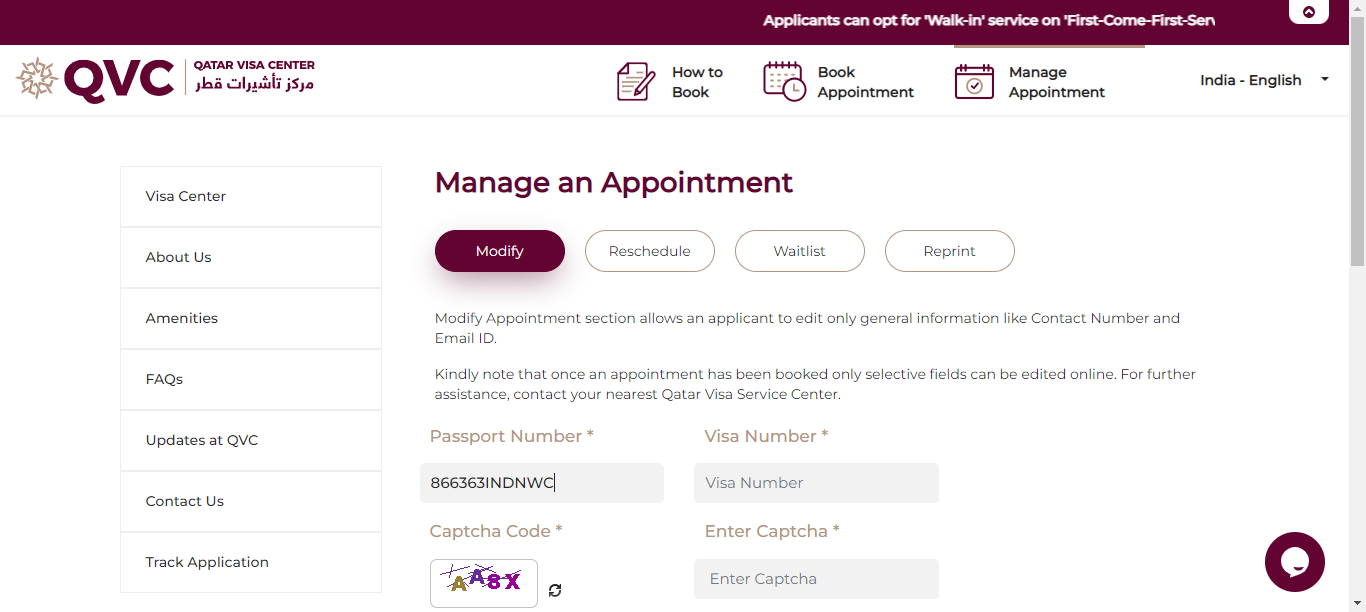 Applicants can opt for 'Walk-in' service on 'First-Come-First-Serv
QVC
QATAR VISA CENTER
مركز تأشيرات قطر
How to
Book
Book
Appointment
Manage
Appointment
India - English
Visa Center
About Us
Amenities
FAQs
Updates at QVC
Contact Us
Track Application
Manage an Appointment
Modify
Reschedule
Waitlist
Reprint
Modify Appointment section allows an applicant to edit only general information like Contact Number and
Email ID.
Kindly note that once an appointment has been booked only selective fields can be edited online. For further
assistance, contact your nearest Qatar Visa Service Center.
Passport Number *
Visa Number *
866363INDNWC
Visa Number
Captcha Code *
Enter Captcha *
AA8X
Enter Captcha